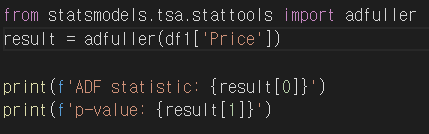 from statsmodels.tsa.stattools import adfuller
result = adfuller(df1['Price'])
print(f'ADF statistic: {result[0]}')
print(f'p-value: {result[1]}')